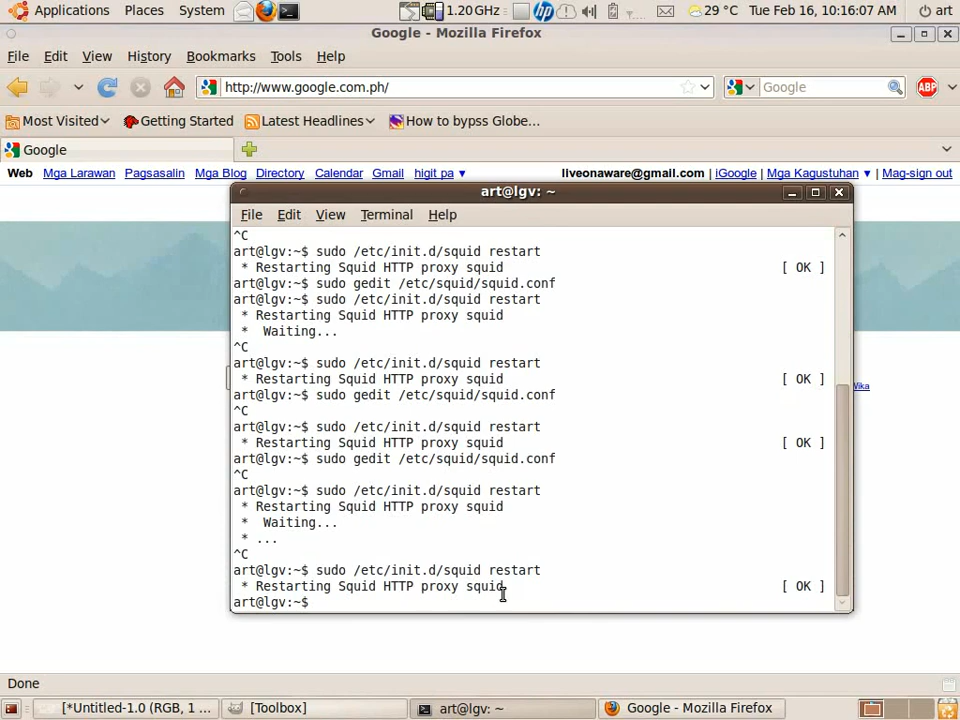 Applications Places System 1.20 GHz 29 °C Tue Feb 16, 10:16:07 AM art
Google - Mozilla Firefox
File Edit View History Bookmarks Tools Help
http://www.google.com.ph/ Google ABP
Most Visited Getting Started Latest Headlines How to bypss Globe...
Google
Web Mga Larawan Pagsasalin Mga Blog Directory Calendar Gmail higit pa ▼ liveonaware@gmail.com | iGoogle | Mga Kagustuhan ▼ | Mag-sign out
art@lgv: ~
File Edit View Terminal Help
^C
art@lgv:~$ sudo /etc/init.d/squid restart
* Restarting Squid HTTP proxy squid [ OK ]
art@lgv:~$ sudo gedit /etc/squid/squid.conf
art@lgv:~$ sudo /etc/init.d/squid restart
* Restarting Squid HTTP proxy squid
* Waiting...
^C
art@lgv:~$ sudo /etc/init.d/squid restart
* Restarting Squid HTTP proxy squid [ OK ]
Wika
art@lgv:~$ sudo gedit /etc/squid/squid.conf
^C
art@lgv:~$ sudo /etc/init.d/squid restart
* Restarting Squid HTTP proxy squid [ OK ]
art@lgv:~$ sudo gedit /etc/squid/squid.conf
^C
art@lgv:~$ sudo /etc/init.d/squid restart
* Restarting Squid HTTP proxy squid
* Waiting...
* ...
^C
art@lgv:~$ sudo /etc/init.d/squid restart
* Restarting Squid HTTP proxy squid [ OK ]
art@lgv:~$
Done
[*Untitled-1.0 (RGB, 1 ... [Toolbox] art@lgv: ~ Google - Mozilla Firefox